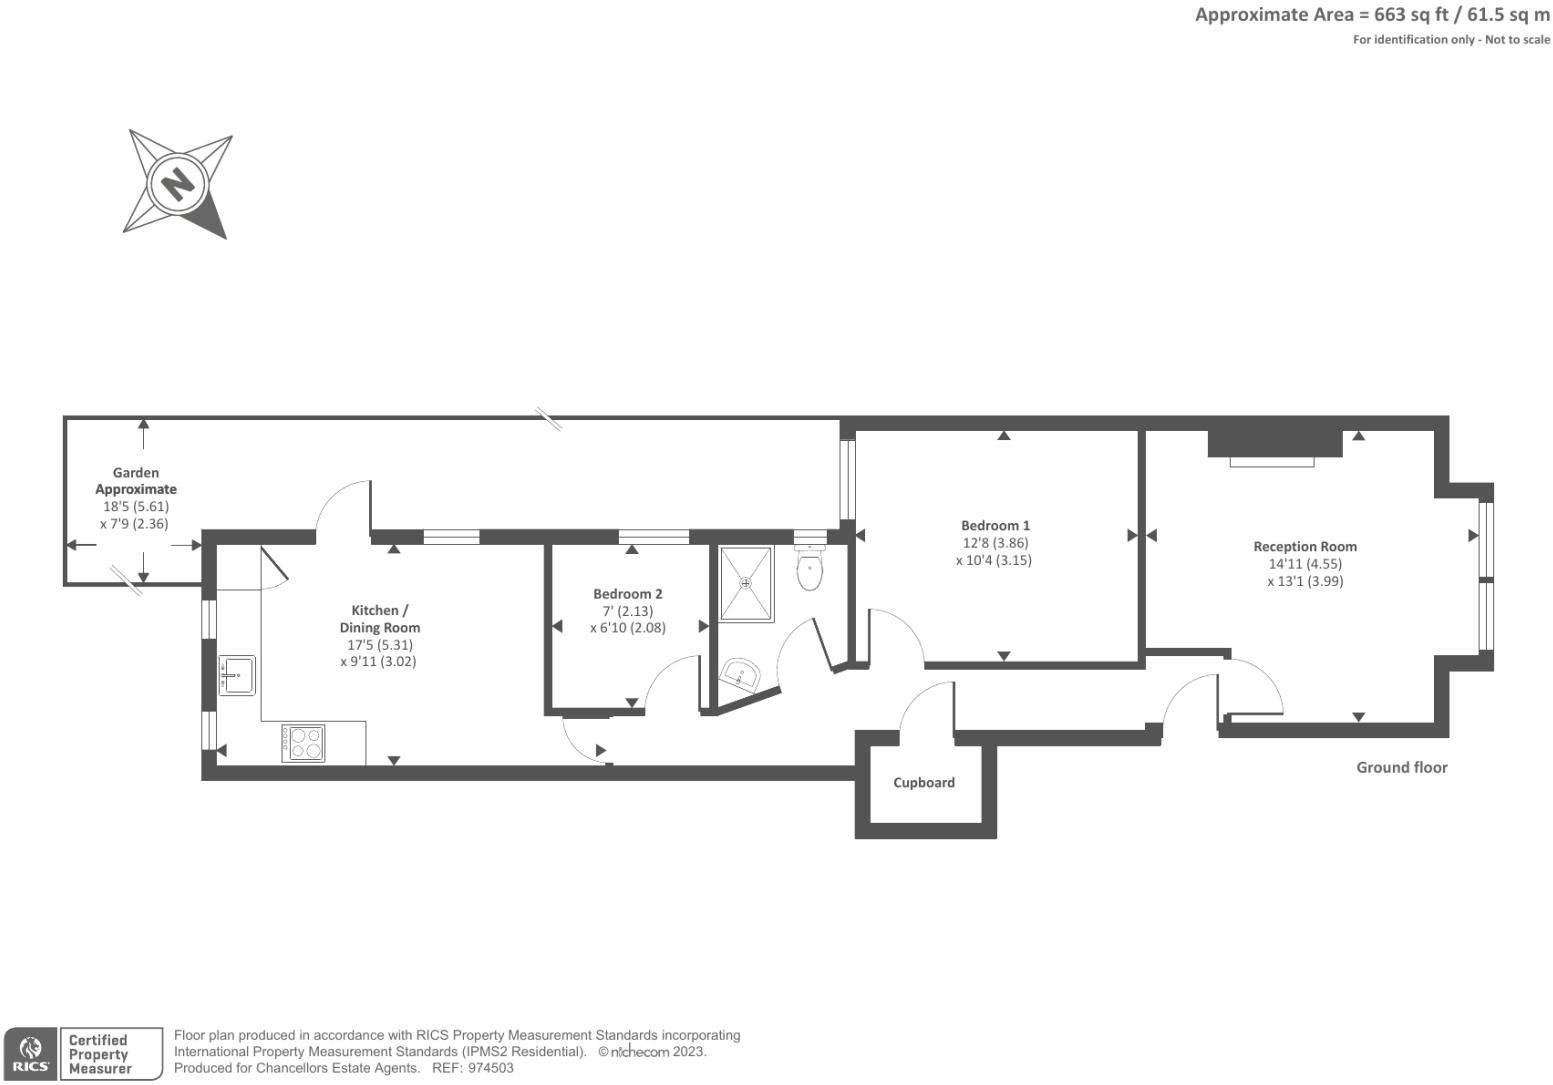 Approximate Area = 663 sq ft / 61.5 sq m
For identification only - Not to scale
N
Garden
Approximate
18'5 (5.61)
x 7'9 (2.36)
Kitchen /
Dining Room
17'5 (5.31)
x 9'11 (3.02)
Bedroom 2
7' (2.13)
x 6'10 (2.08)
Bedroom 1
12'8 (3.86)
x 10'4 (3.15)
Reception Room
14'11 (4.55)
x 13'1 (3.99)
Cupboard
Ground floor
RICS
Certified
Property
Measurer
Floor plan produced in accordance with RICS Property Measurement Standards incorporating
International Property Measurement Standards (IPMS2 Residential). © nichecom 2023.
Produced for Chancellors Estate Agents. REF: 974503